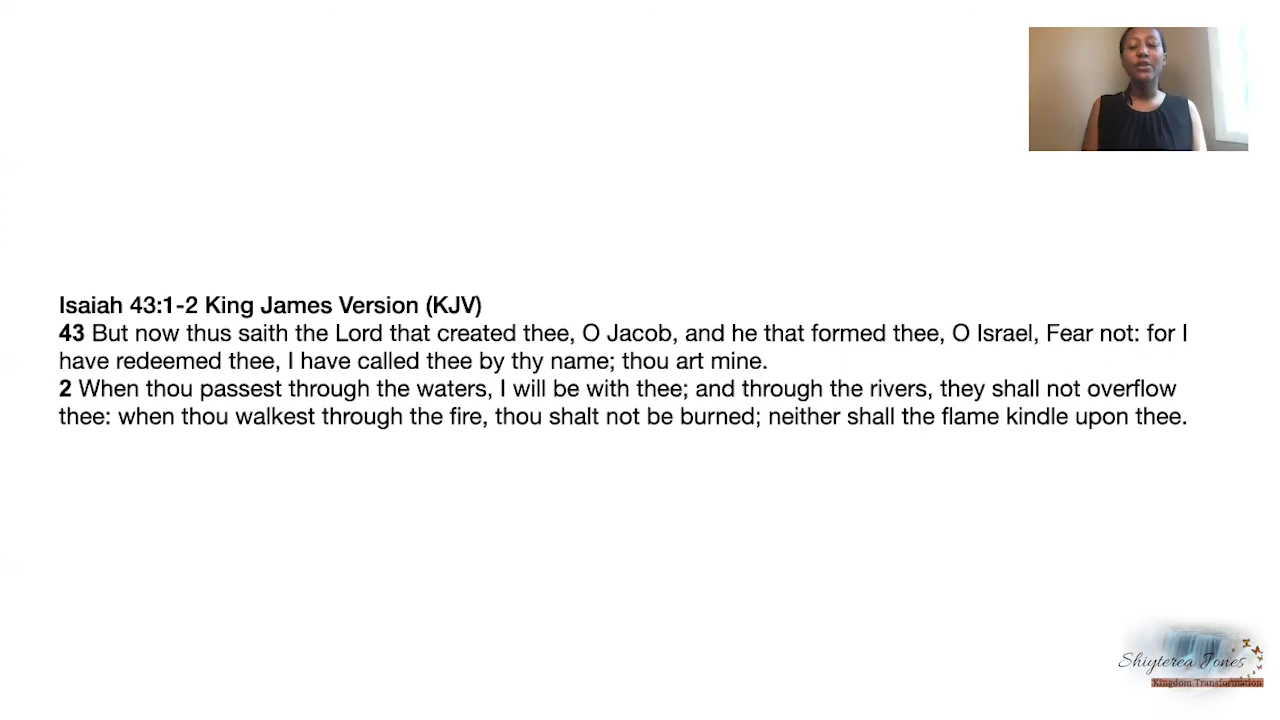 Isaiah 43:1-2 King James Version (KJV)
43 But now thus saith the Lord that created thee, O Jacob, and he that formed thee, O Israel, Fear not: for I
have redeemed thee, I have called thee by thy name; thou art mine.
2 When thou passest through the waters, I will be with thee; and through the rivers, they shall not overflow
thee: when thou walkest through the fire, thou shalt not be burned; neither shall the flame kindle upon thee.
Shiyterea Jones
Kingdom Transformation